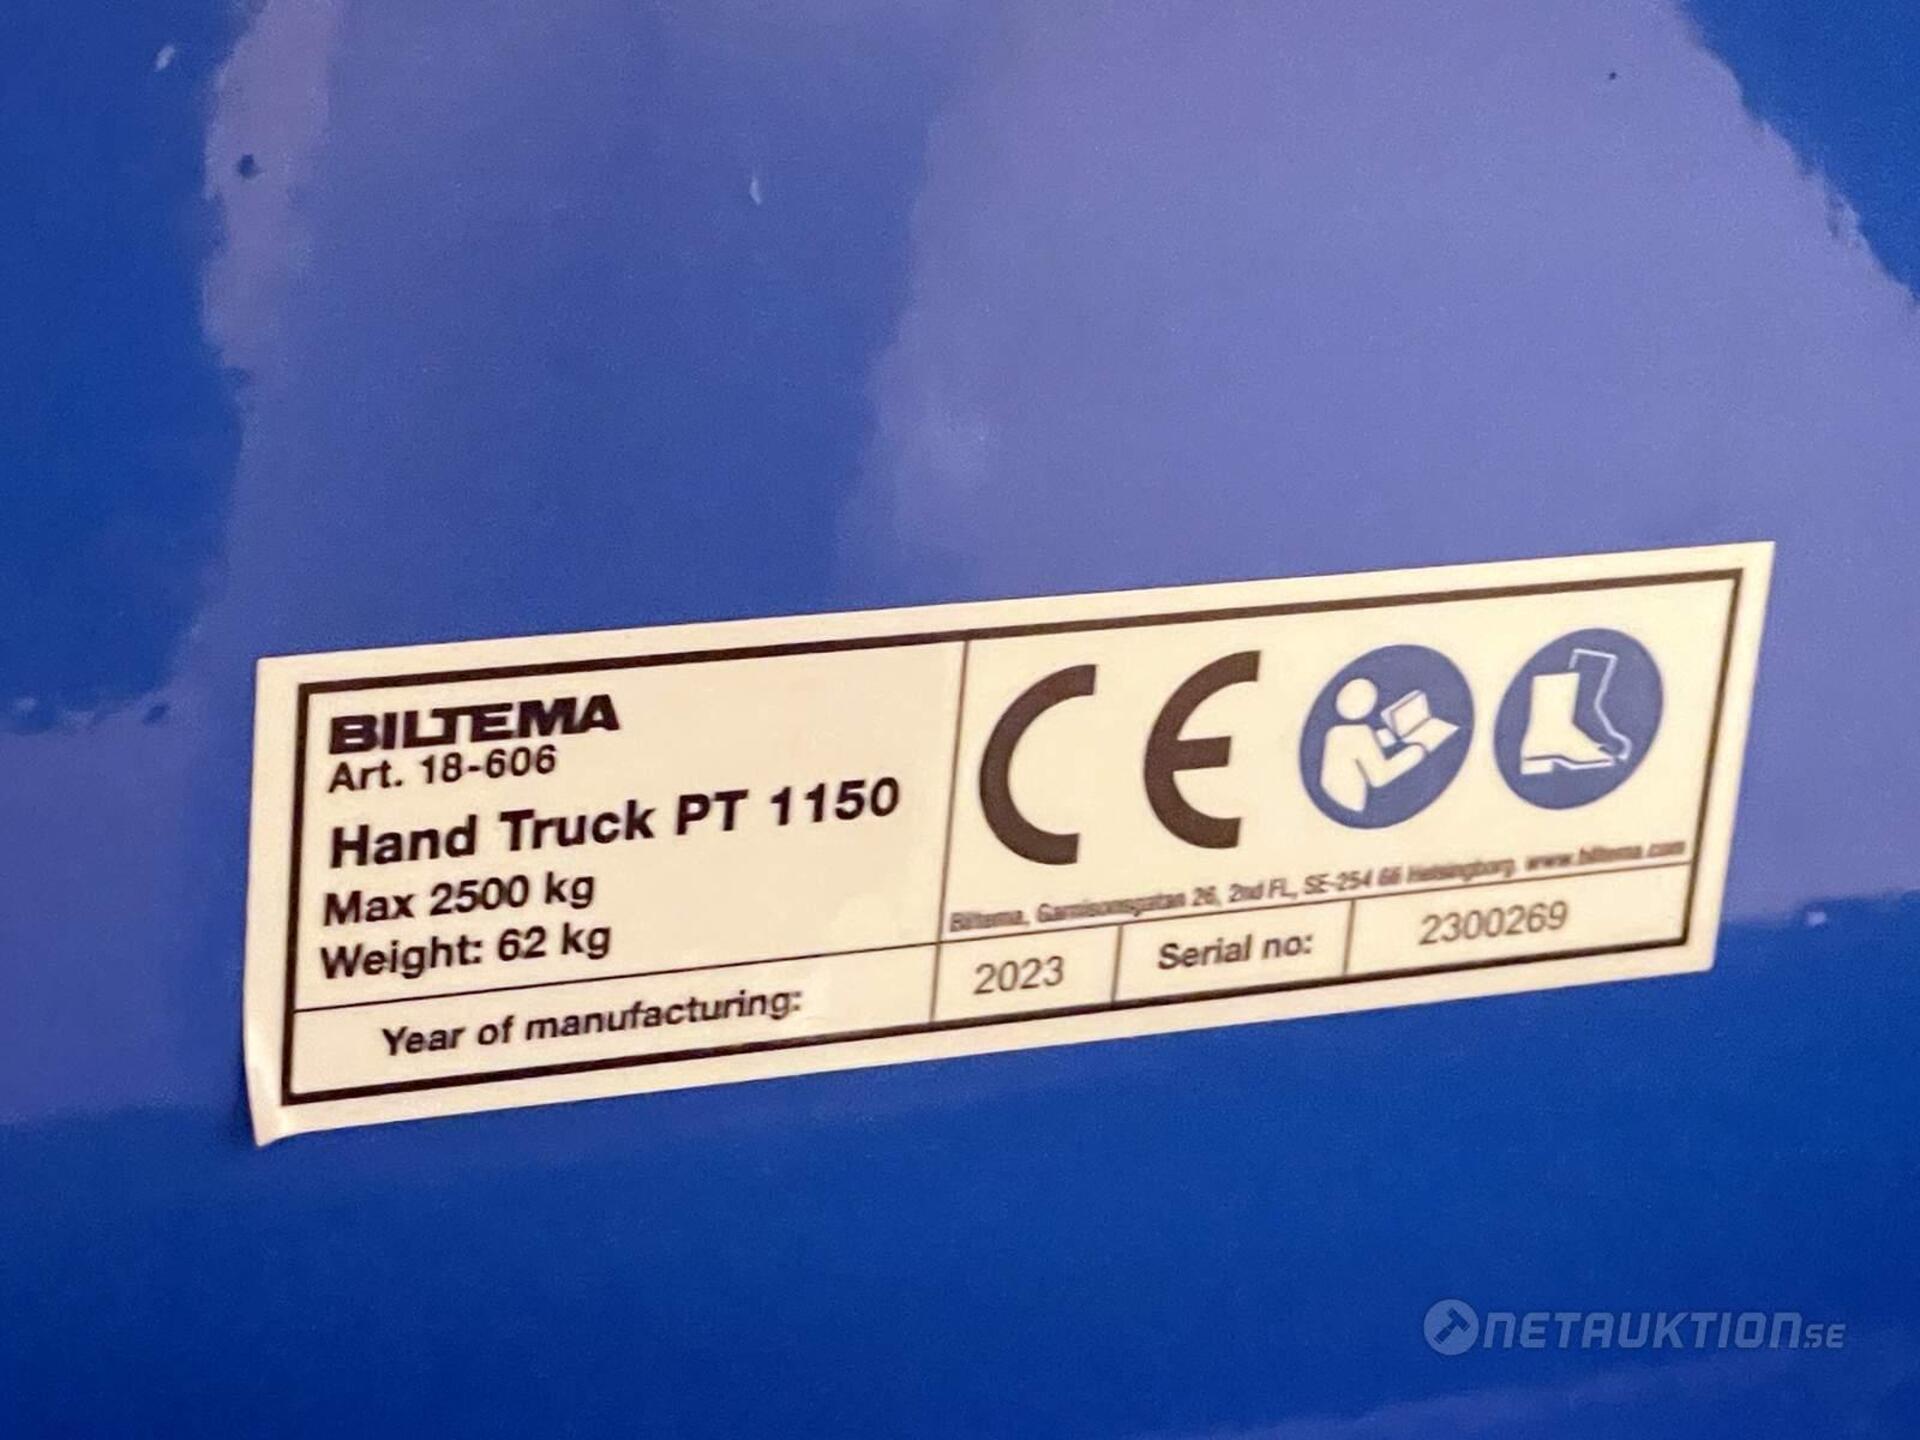 BILTEMA
Art. 18-606
Hand Truck PT 1150
Max 2500 kg
Weight: 62 kg
CE
Biltema, Garnisonsgatan 26, 2nd FL, SE-254 66 Helsingborg. www.biltema.com
Year of manufacturing: 2023 Serial no: 2300269
NETAUKTION.SE